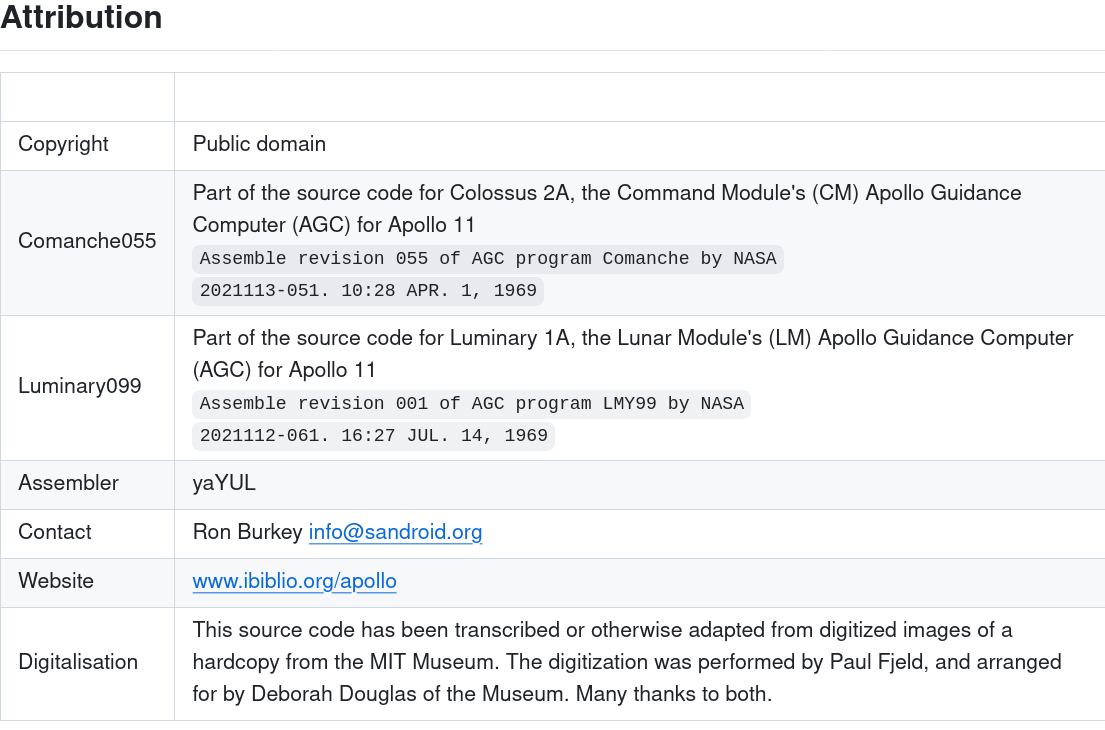 Attribution
Copyright
Public domain
Comanche055
Part of the source code for Colossus 2A, the Command Module's (CM) Apollo Guidance
Computer (AGC) for Apollo 11
Assemble revision 055 of AGC program Comanche by NASA
2021113-051. 10:28 APR. 1, 1969
Luminary099
Part of the source code for Luminary 1A, the Lunar Module's (LM) Apollo Guidance Computer
(AGC) for Apollo 11
Assemble revision 001 of AGC program LMY99 by NASA
2021112-061. 16:27 JUL. 14, 1969
Assembler
yaYUL
Contact
Ron Burkey info@sandroid.org
Website
www.ibiblio.org/apollo
Digitalisation
This source code has been transcribed or otherwise adapted from digitized images of a
hardcopy from the MIT Museum. The digitization was performed by Paul Fjeld, and arranged
for by Deborah Douglas of the Museum. Many thanks to both.